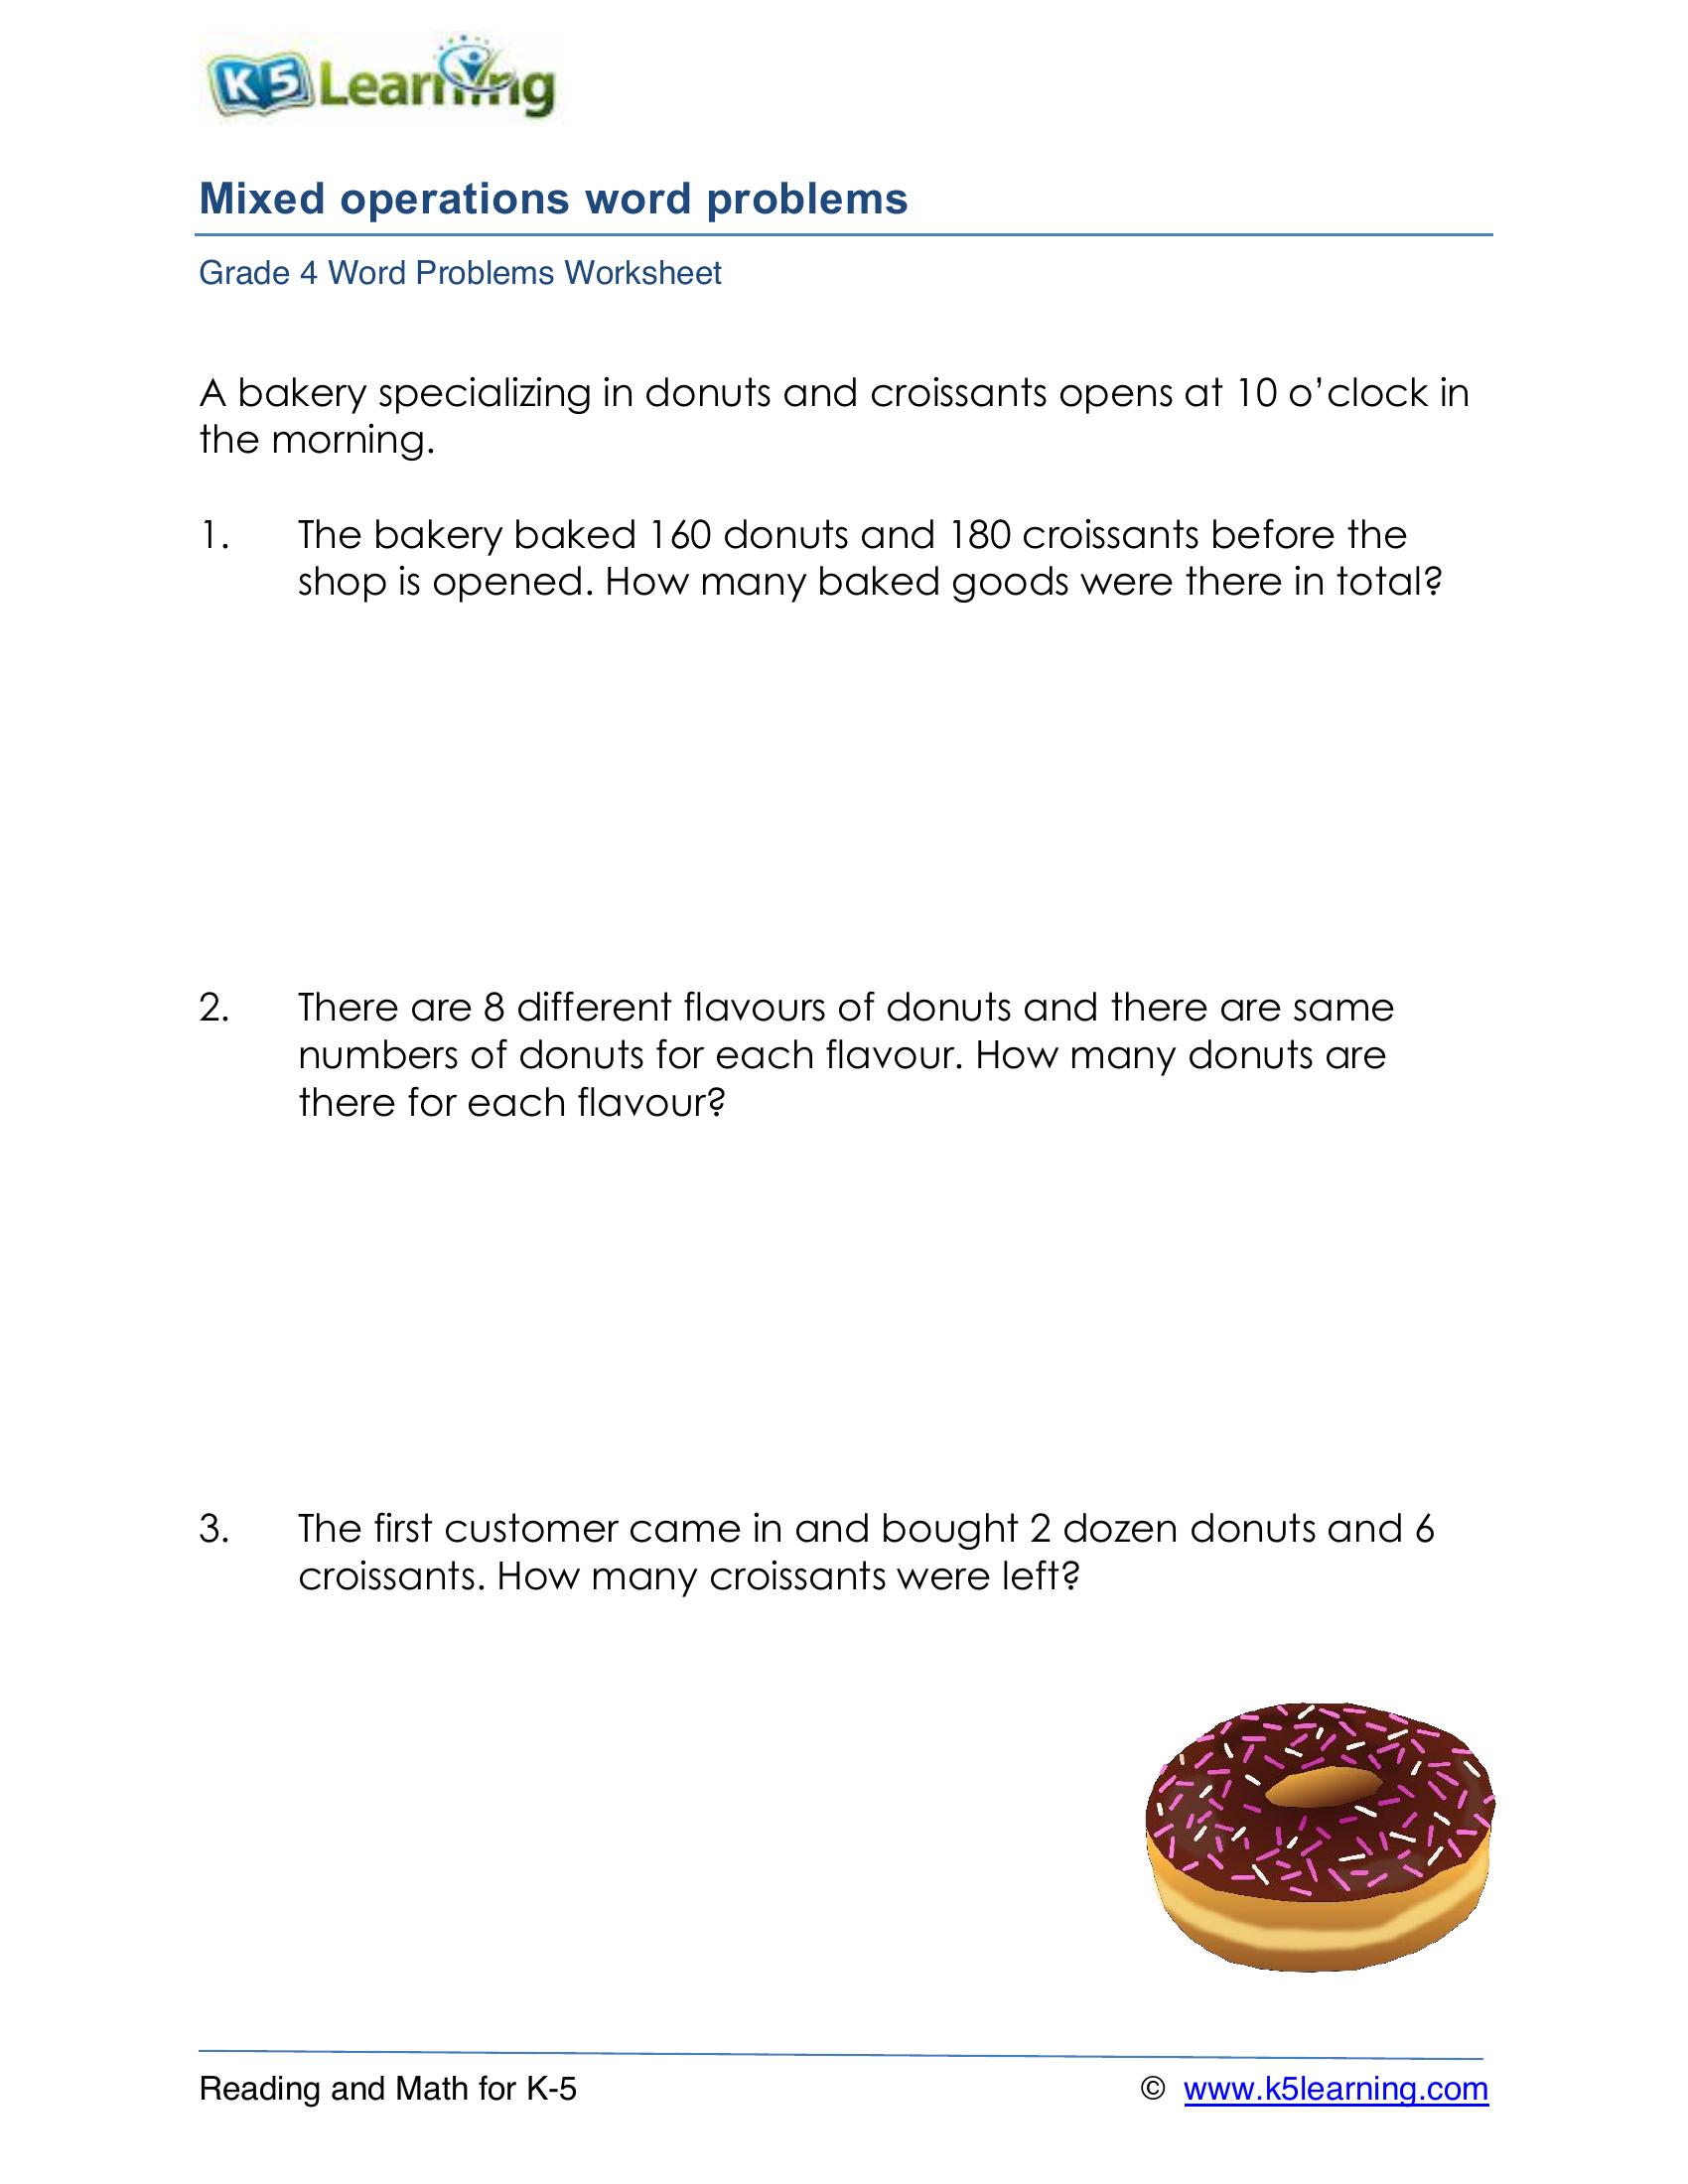 K5 Learning
Mixed operations word problems
Grade 4 Word Problems Worksheet
A bakery specializing in donuts and croissants opens at 10 o’clock in
the morning.
1. The bakery baked 160 donuts and 180 croissants before the
shop is opened. How many baked goods were there in total?
2. There are 8 different flavours of donuts and there are same
numbers of donuts for each flavour. How many donuts are
there for each flavour?
3. The first customer came in and bought 2 dozen donuts and 6
croissants. How many croissants were left?
Reading and Math for K-5 © www.k5learning.com